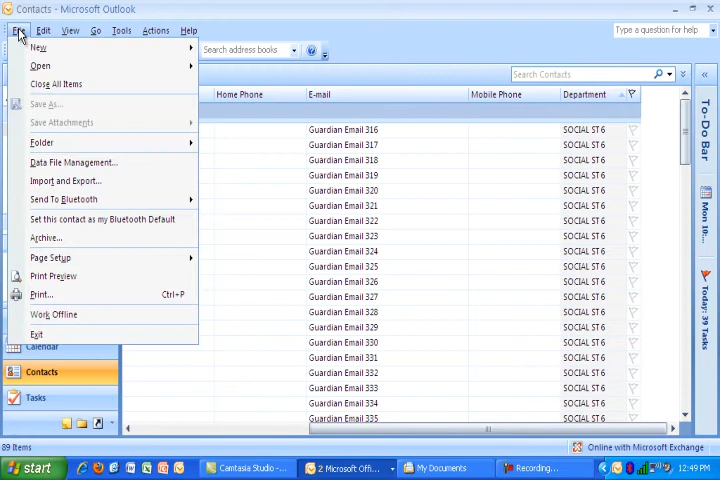 Contacts - Microsoft Outlook
File Edit View Go Tools Actions Help
Type a question for help
New
Search address books
Open
Close All Items
Search Contacts
Save As...
Home Phone E-mail Mobile Phone Department
Save Attachments
Guardian Email 316 SOCIAL ST 6
Folder
Guardian Email 317 SOCIAL ST 6
Data File Management...
Guardian Email 318 SOCIAL ST 6
Import and Export...
Guardian Email 319 SOCIAL ST 6
Guardian Email 320 SOCIAL ST 6
Send To Bluetooth
Guardian Email 321 SOCIAL ST 6
Set this contact as my Bluetooth Default
Guardian Email 322 SOCIAL ST 6
Archive...
Guardian Email 323 SOCIAL ST 6
Guardian Email 324 SOCIAL ST 6
Page Setup
Guardian Email 325 SOCIAL ST 6
Print Preview
Guardian Email 326 SOCIAL ST 6
Print... Ctrl+P
Guardian Email 327 SOCIAL ST 6
Work Offline
Guardian Email 328 SOCIAL ST 6
Guardian Email 329 SOCIAL ST 6
Exit
Guardian Email 330 SOCIAL ST 6
Calendar
Guardian Email 331 SOCIAL ST 6
Guardian Email 332 SOCIAL ST 6
Contacts
Guardian Email 333 SOCIAL ST 6
Guardian Email 334 SOCIAL ST 6
Tasks
Guardian Email 335 SOCIAL ST 6
To-Do Bar
Mon 10:...
Today: 39 Tasks
89 Items
Online with Microsoft Exchange
start
Camtasia Studio -...
2 Microsoft Offi...
My Documents
Recording...
12:49 PM